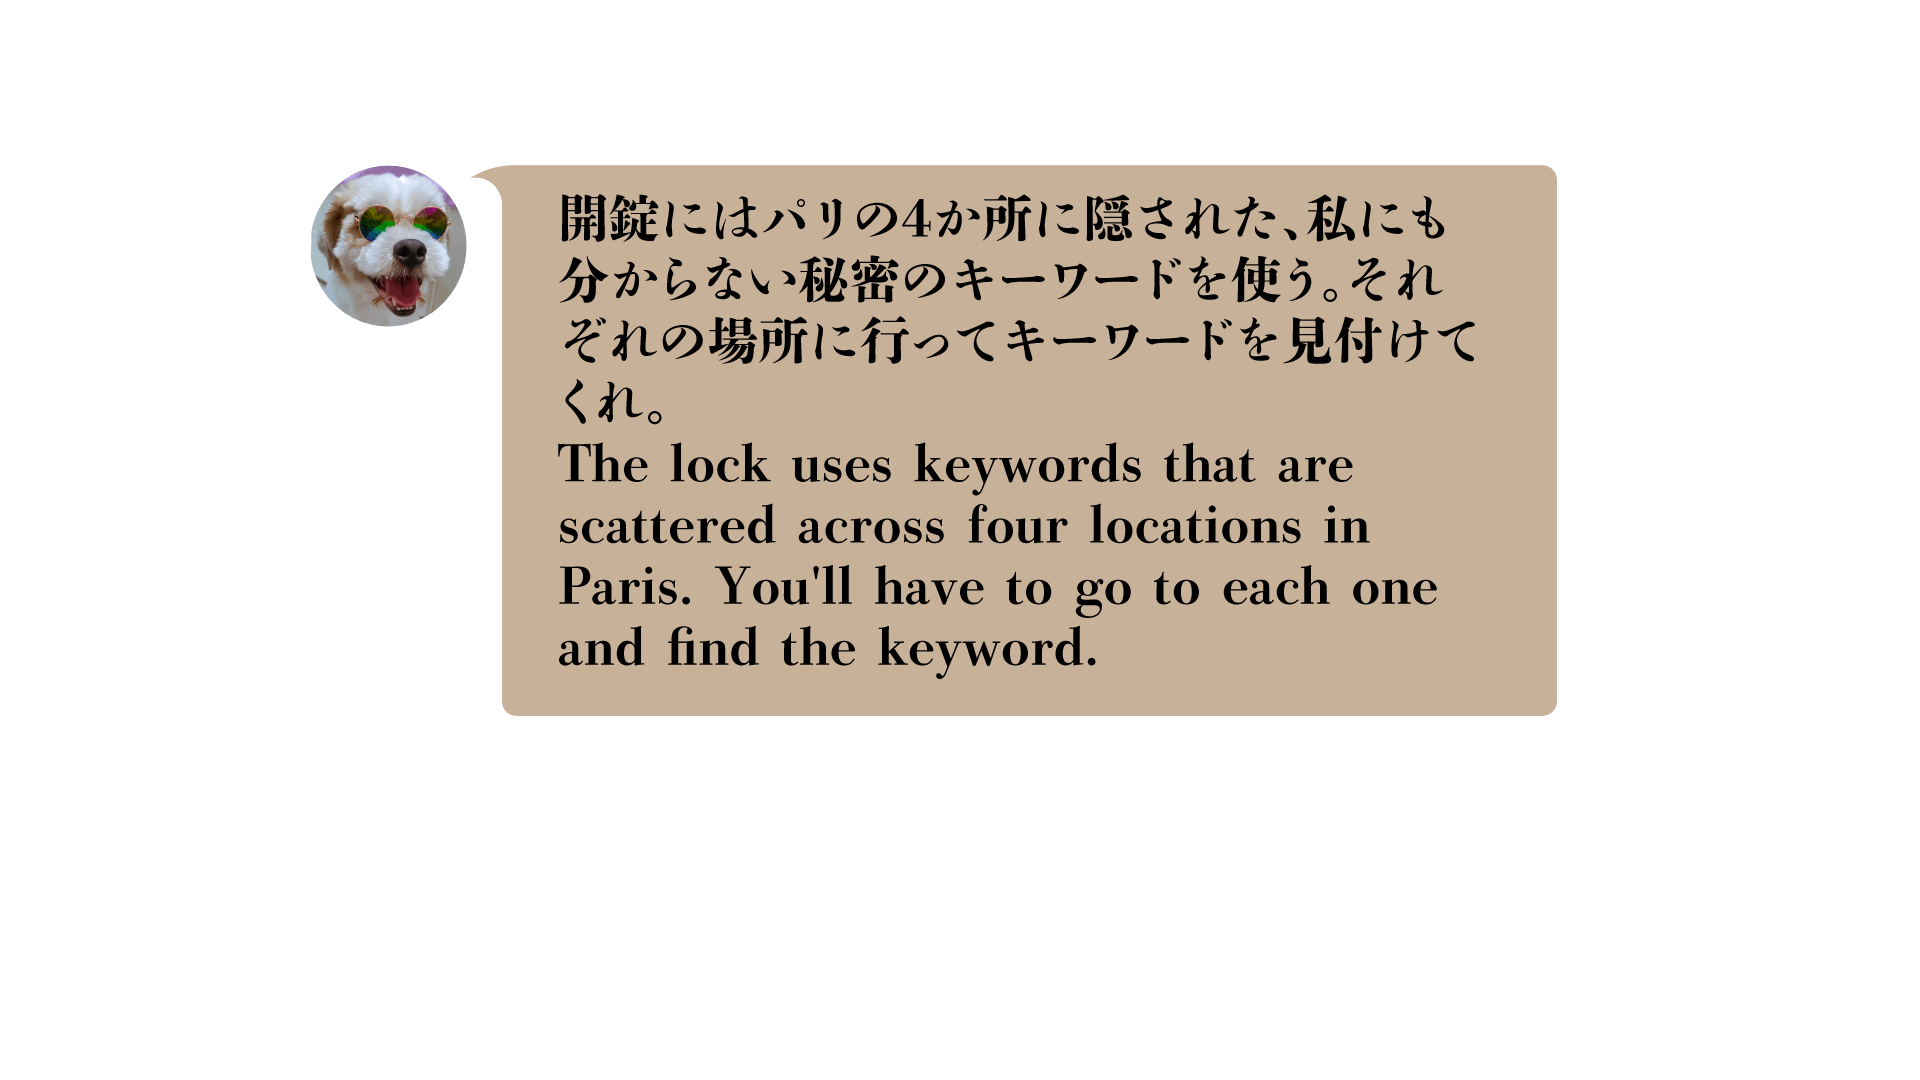 開錠にはパリの4か所に隠された、私にも
分からない秘密のキーワードを使う。それ
ぞれの場所に行ってキーワードを見付けて
くれ。
The lock uses keywords that are
scattered across four locations in
Paris. You'll have to go to each one
and find the keyword.